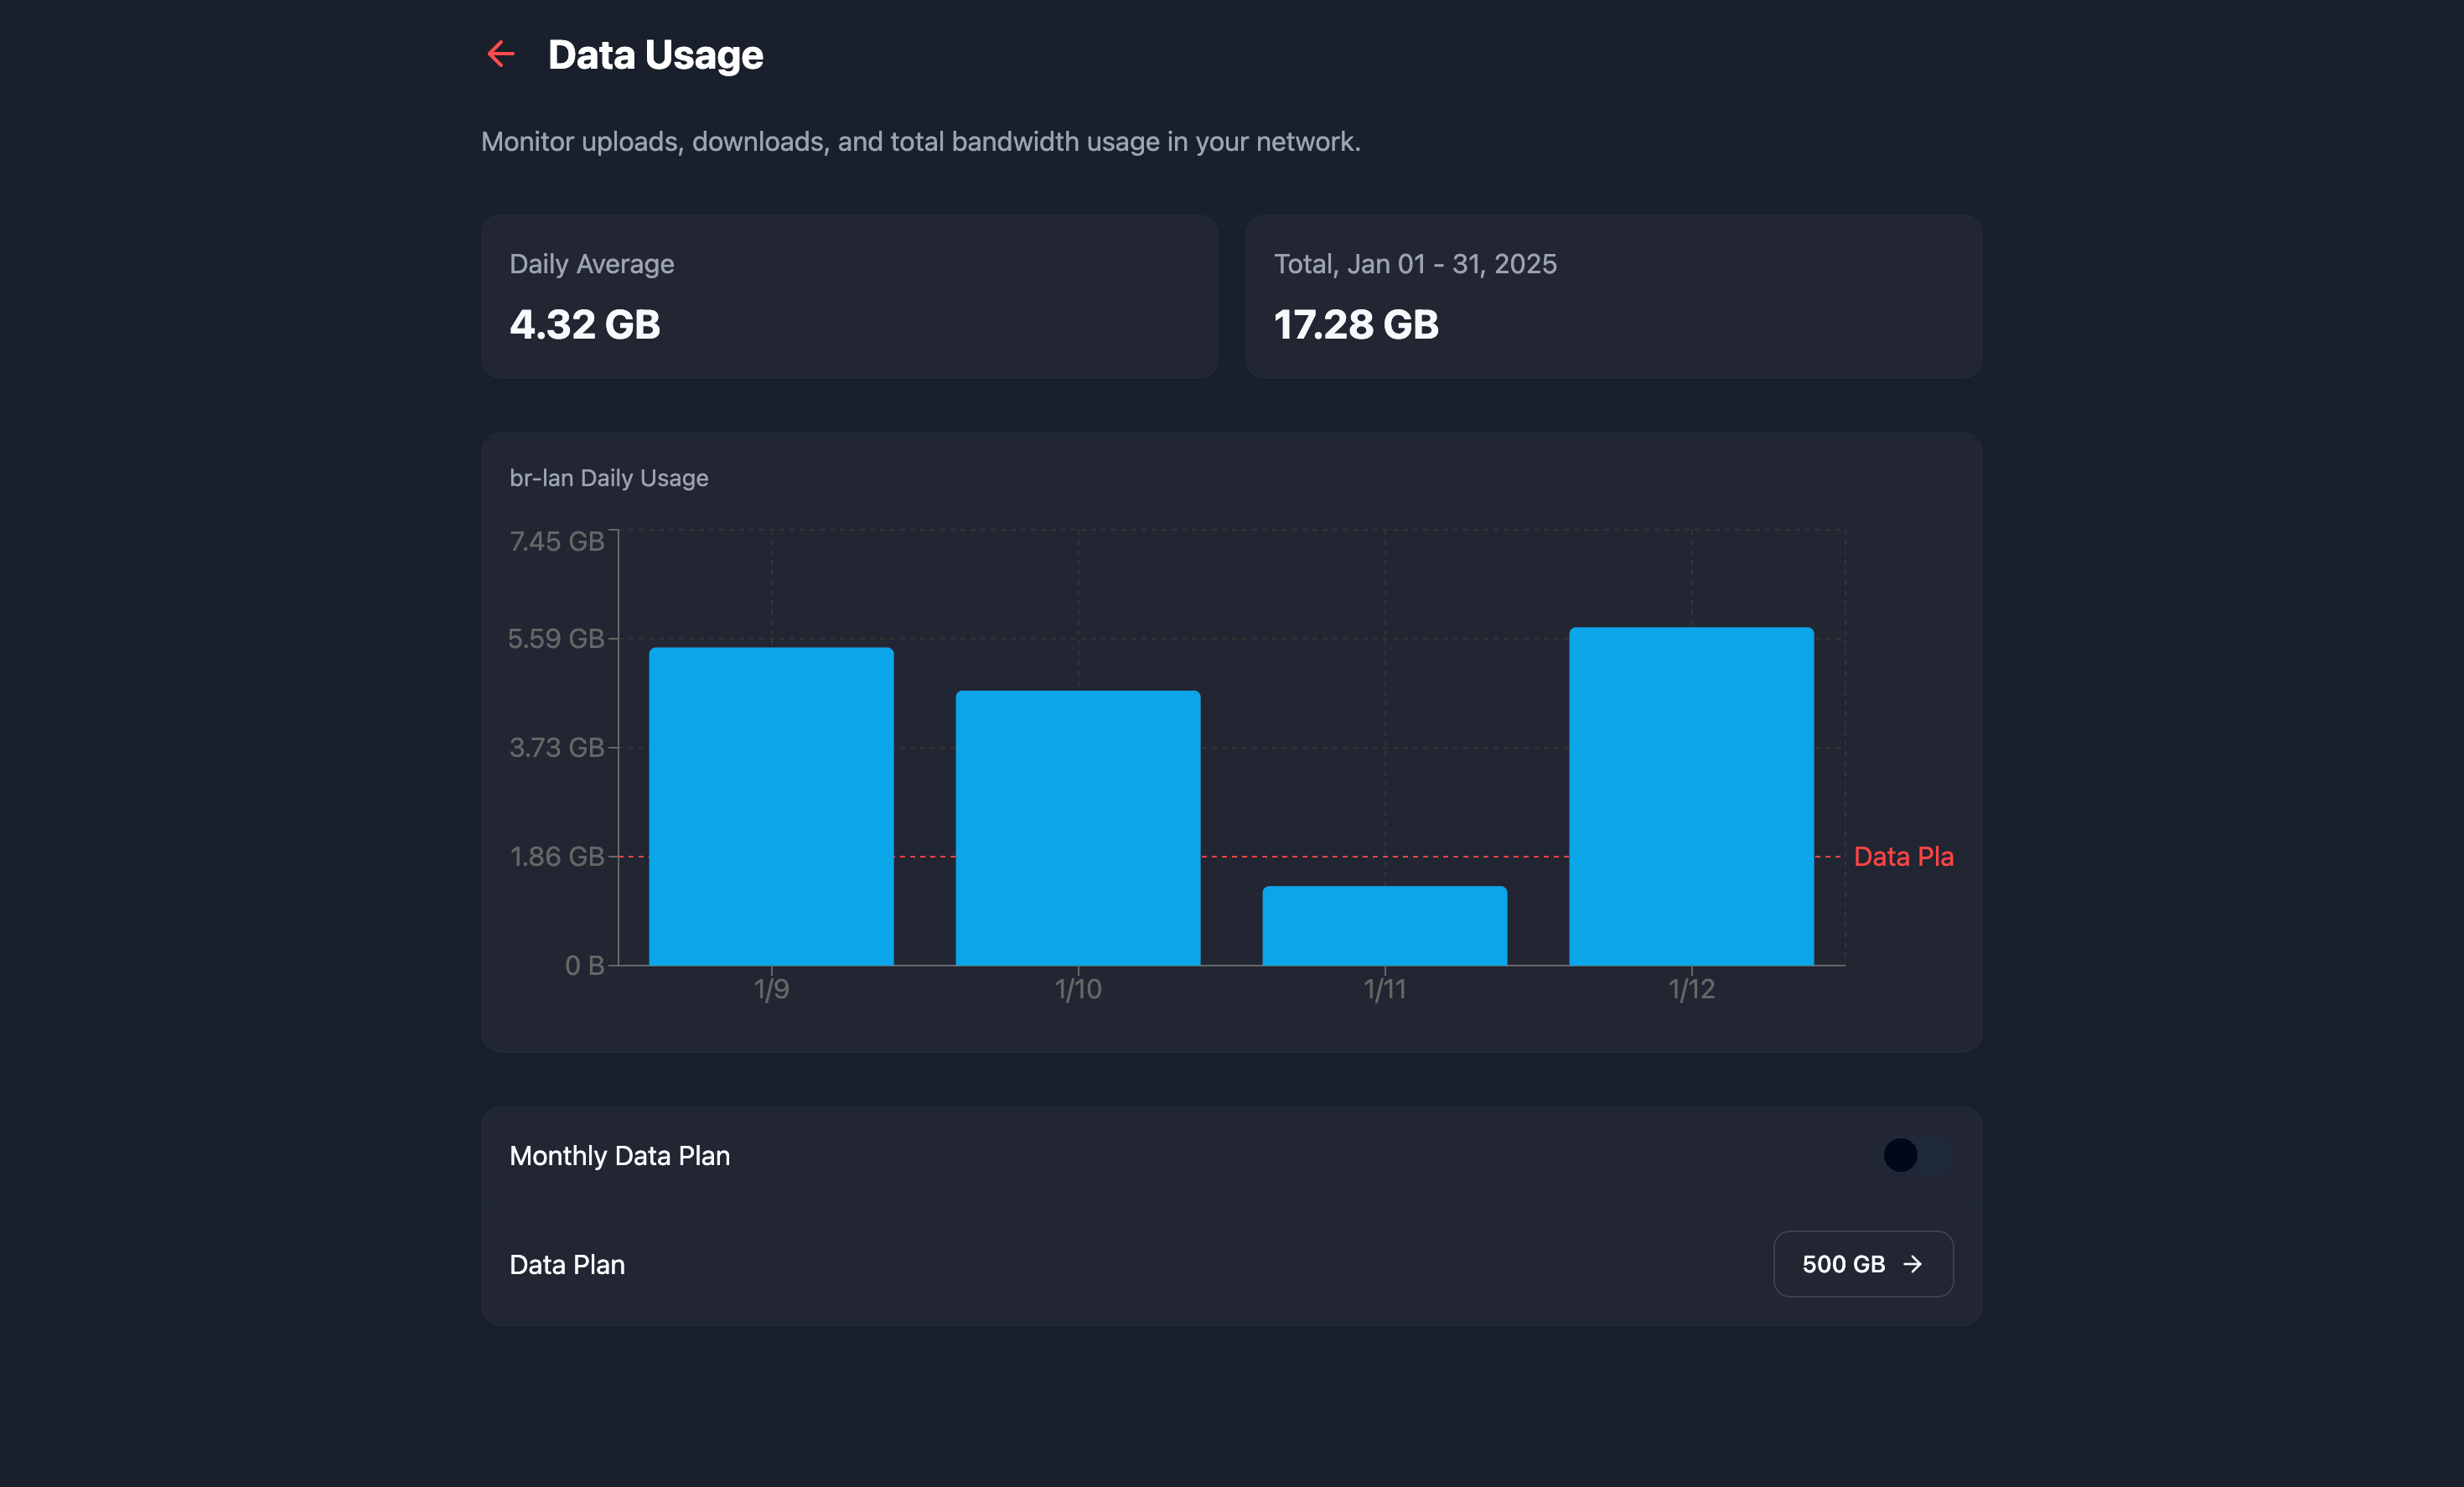 Data Usage
Monitor uploads, downloads, and total bandwidth usage in your network.
Daily Average
4.32 GB
Total, Jan 01 - 31, 2025
17.28 GB
br-lan Daily Usage
7.45 GB
5.59 GB
3.73 GB
1.86 GB
Data Pla
0 B
1/9
1/10
1/11
1/12
Monthly Data Plan
Data Plan
500 GB